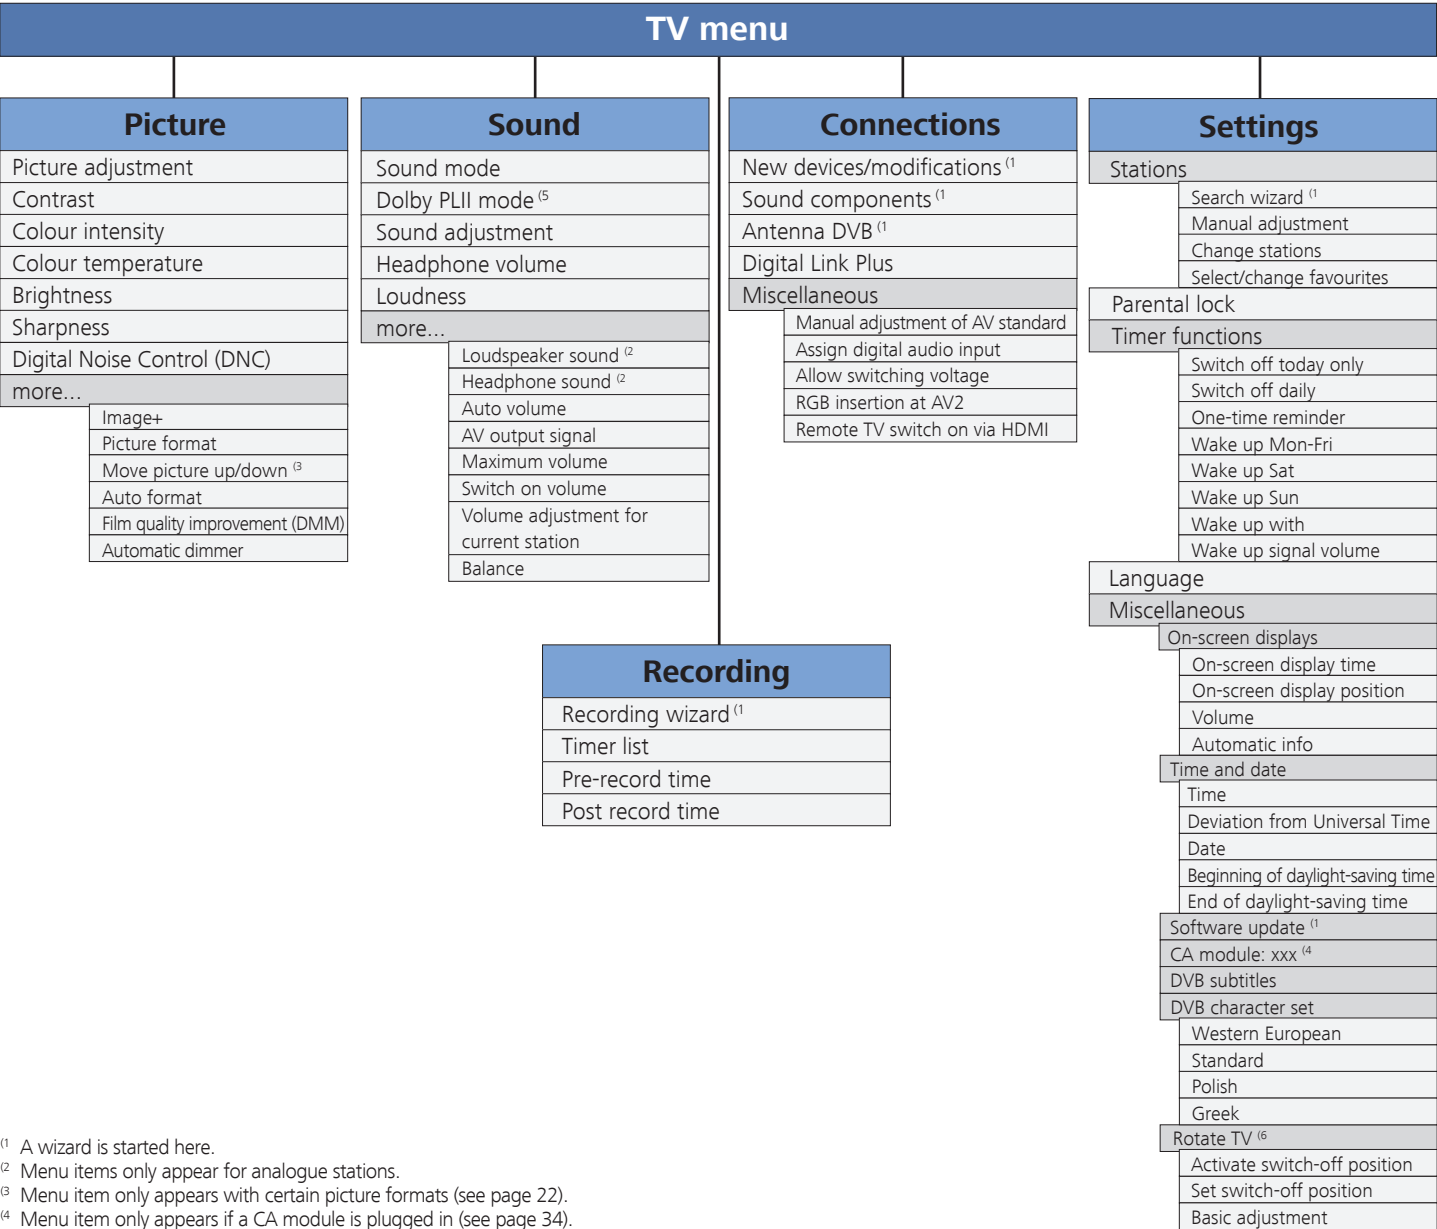 TV menu
Picture
Picture adjustment
Contrast
Colour intensity
Colour temperature
Brightness
Sharpness
Digital Noise Control (DNC)
more...
Image+
Picture format
Move picture up/down (3
Auto format
Film quality improvement (DMM)
Automatic dimmer
Sound
Sound mode
Dolby PLII mode (5
Sound adjustment
Headphone volume
Loudness
more...
Loudspeaker sound (2
Headphone sound (2
Auto volume
AV output signal
Maximum volume
Switch on volume
Volume adjustment for
current station
Balance
Recording
Recording wizard (1
Timer list
Pre-record time
Post record time
Connections
New devices/modifications (1
Sound components (1
Antenna DVB (1
Digital Link Plus
Miscellaneous
Manual adjustment of AV standard
Assign digital audio input
Allow switching voltage
RGB insertion at AV2
Remote TV switch on via HDMI
Settings
Stations
Search wizard (1
Manual adjustment
Change stations
Select/change favourites
Parental lock
Timer functions
Switch off today only
Switch off daily
One-time reminder
Wake up Mon-Fri
Wake up Sat
Wake up Sun
Wake up with
Wake up signal volume
Language
Miscellaneous
On-screen displays
On-screen display time
On-screen display position
Volume
Automatic info
Time and date
Time
Deviation from Universal Time
Date
Beginning of daylight-saving time
End of daylight-saving time
Software update (1
CA module: xxx (4
DVB subtitles
DVB character set
Western European
Standard
Polish
Greek
Rotate TV (6
Activate switch-off position
Set switch-off position
Basic adjustment
(1 A wizard is started here.
(2 Menu items only appear for analogue stations.
(3 Menu item only appears with certain picture formats (see page 22).
(4 Menu item only appears if a CA module is plugged in (see page 34).